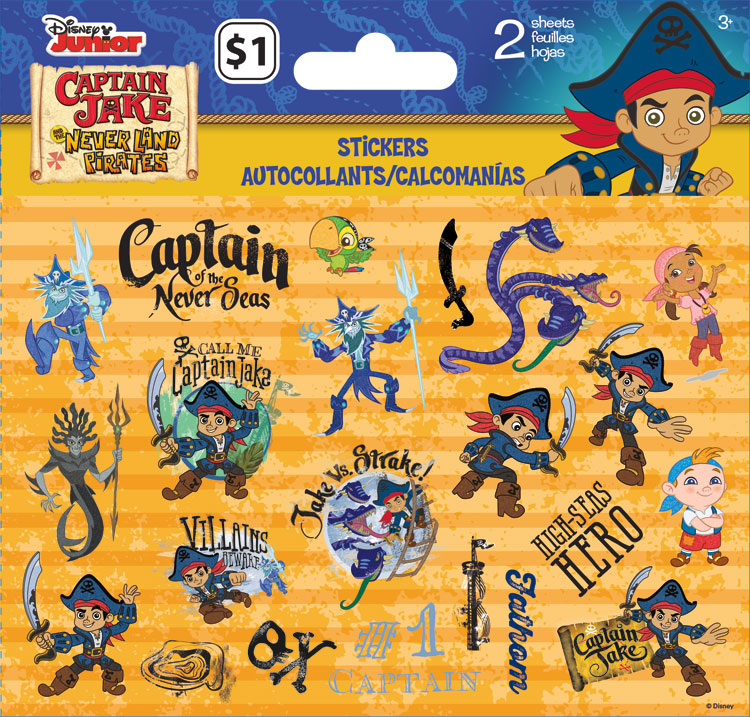 Disney
Junior
$1
2 sheets
feuilles
hojas
3+
CAPTAIN
JAKE
AND THE
NEVER LAND
PIRATES
STICKERS
AUTOCOLLANTS/CALCOMANÍAS
Captain
of the
Never Seas
CALL ME
Captain Jake
Jake vs. Strake!
VILLAINS
BEWARE
HIGH-SEAS
HERO
#1
CAPTAIN
Fathom
Captain
Jake
© Disney